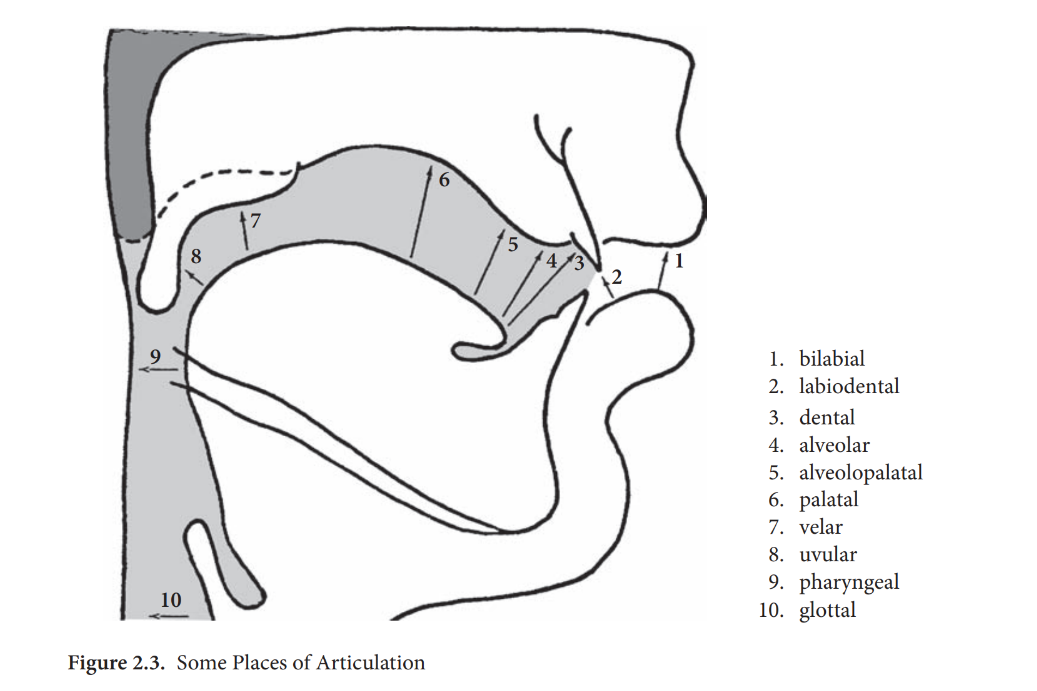 6
7
5
8
4
3
1
2
9
10
1. bilabial
2. labiodental
3. dental
4. alveolar
5. alveolopalatal
6. palatal
7. velar
8. uvular
9. pharyngeal
10. glottal
Figure 2.3. Some Places of Articulation